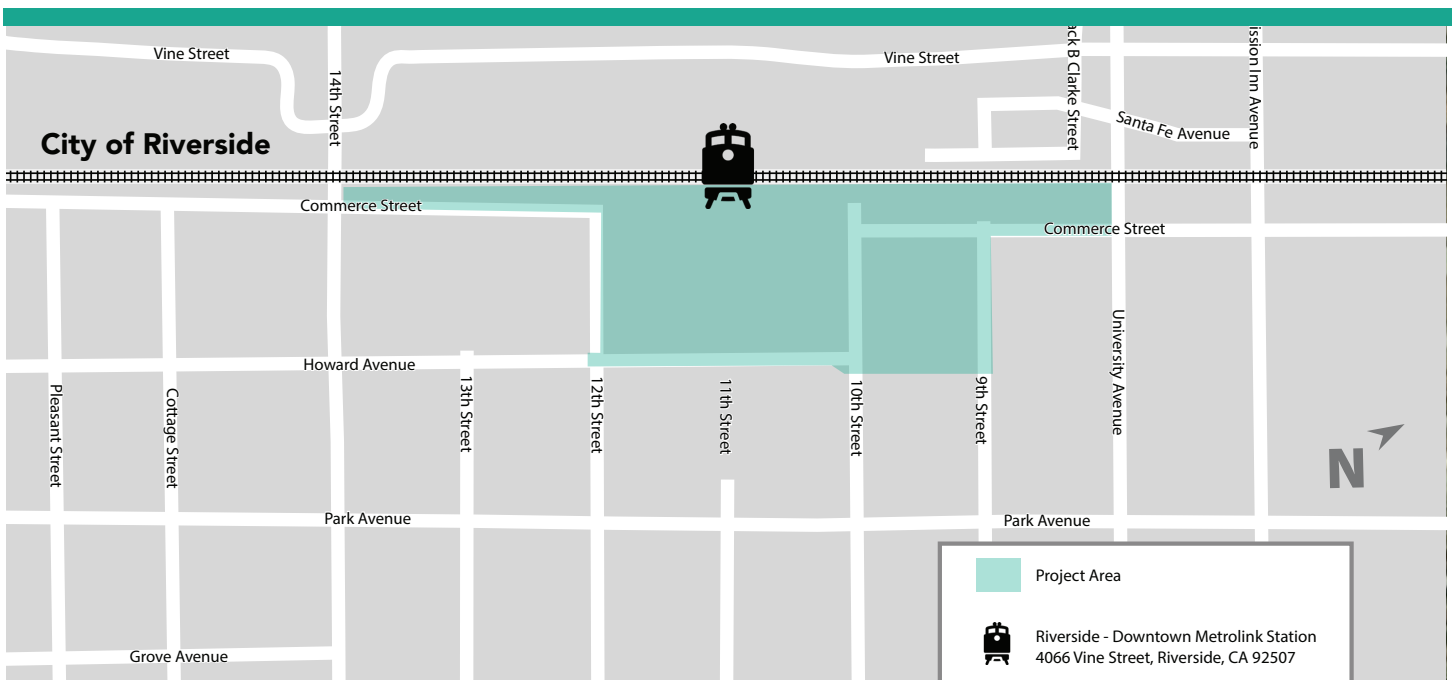 Vine Street
Vine Street
14th Street
ack B Clarke Street
ission Inn Avenue
Santa Fe Avenue
City of Riverside
Commerce Street
Commerce Street
Howard Avenue
University Avenue
Pleasant Street
Cottage Street
13th Street
12th Street
11th Street
10th Street
9th Street
N
Park Avenue
Park Avenue
Grove Avenue
Project Area
Riverside - Downtown Metrolink Station
4066 Vine Street, Riverside, CA 92507